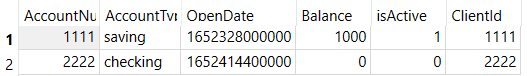 AccountNu AccountTyp OpenDate Balance isActive ClientId
1 1111 saving 1652328000000 1000 1 1111
2 2222 checking 1652414400000 0 0 2222